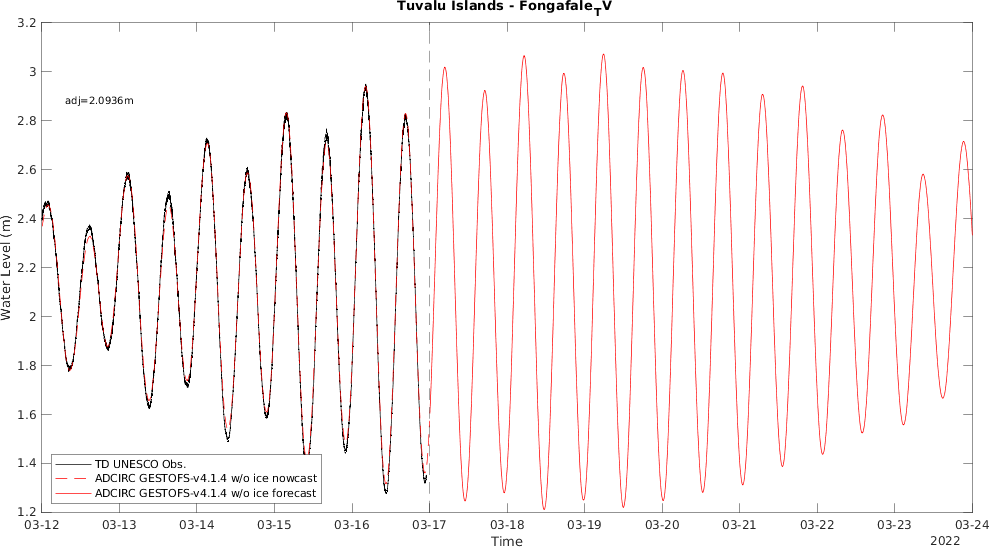 Tuvalu Islands - Fongafale_TV
3.2
3
2.8
2.6
2.4
2.2
2
1.8
1.6
1.4
1.2
Water Level (m)
adj=2.0936m
TD UNESCO Obs.
ADCIRC GESTOFS-v4.1.4 w/o ice nowcast
ADCIRC GESTOFS-v4.1.4 w/o ice forecast
03-12 03-13 03-14 03-15 03-16 03-17 03-18 03-19 03-20 03-21 03-22 03-23 03-24
Time
2022